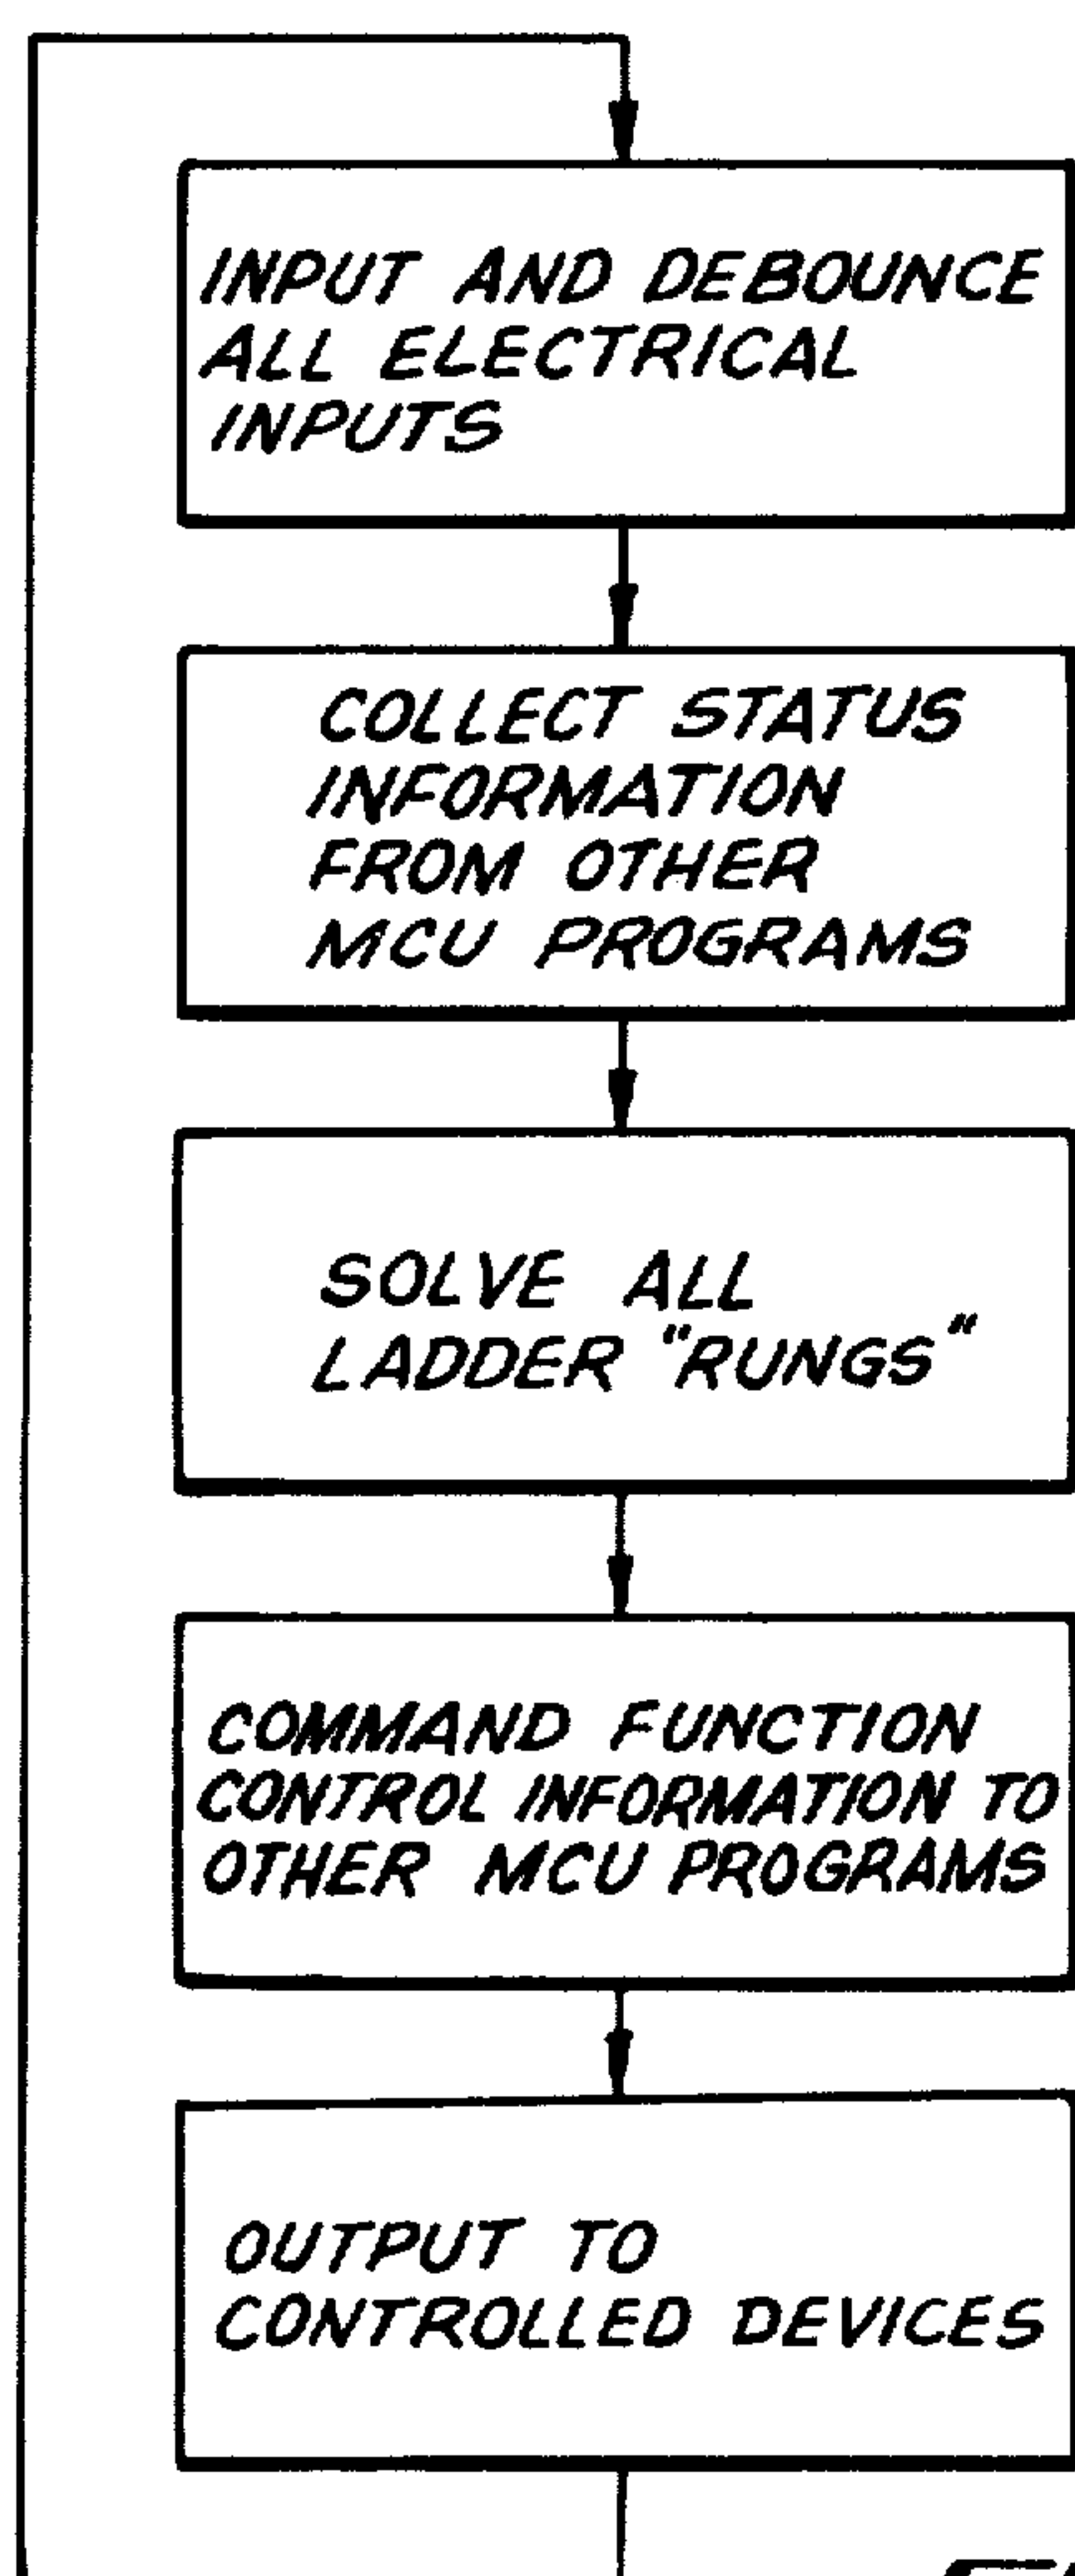 INPUT AND DEBOUNCE
ALL ELECTRICAL
INPUTS
COLLECT STATUS
INFORMATION
FROM OTHER
MCU PROGRAMS
SOLVE ALL
LADDER "RUNGS"
COMMAND FUNCTION
CONTROL INFORMATION TO
OTHER MCU PROGRAMS
OUTPUT TO
CONTROLLED DEVICES